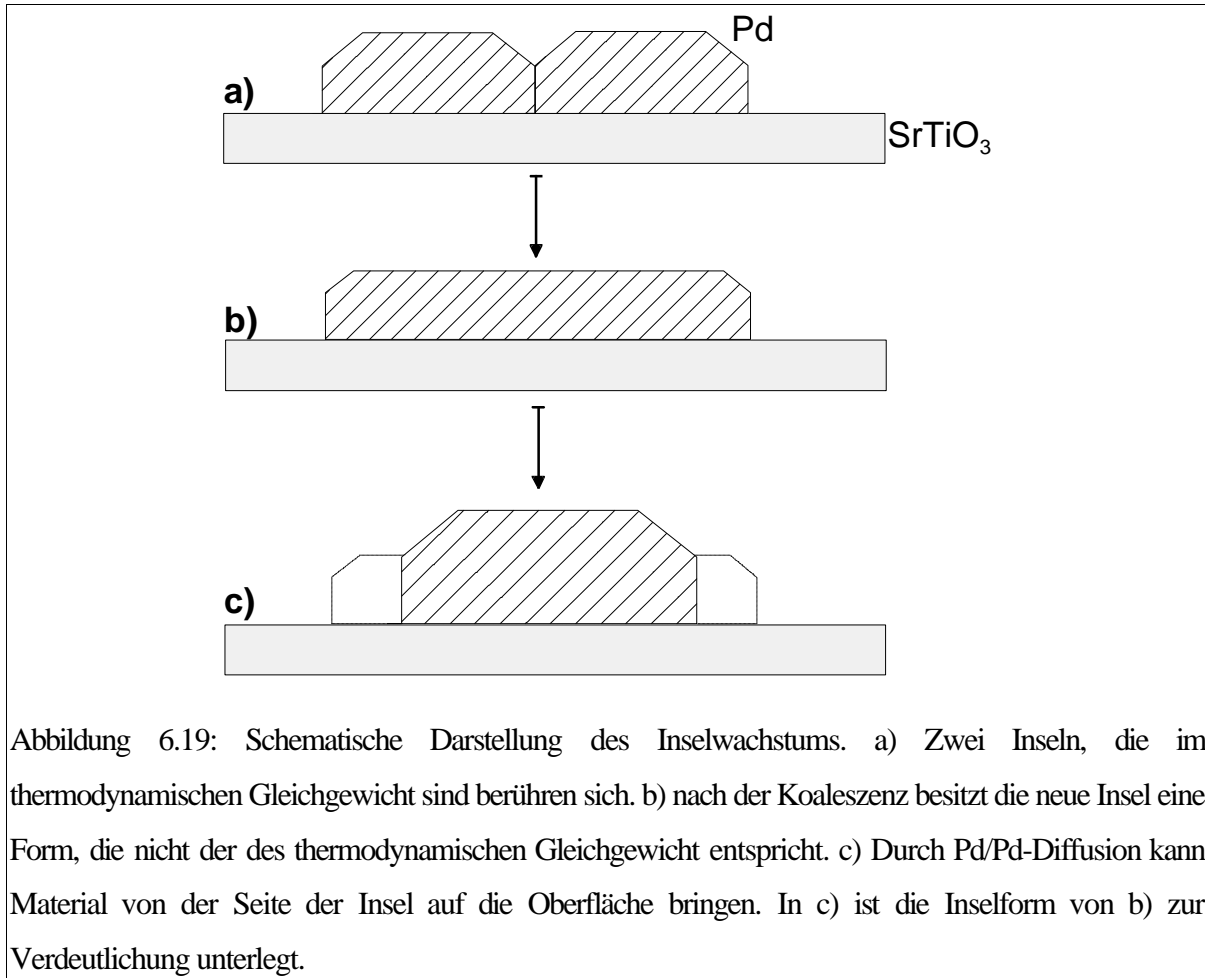 Pd
a)
SrTiO₃
b)
c)
Abbildung 6.19: Schematische Darstellung des Inselwachstums. a) Zwei Inseln, die im
thermodynamischen Gleichgewicht sind berühren sich. b) nach der Koaleszenz besitzt die neue Insel eine
Form, die nicht der des thermodynamischen Gleichgewicht entspricht. c) Durch Pd/Pd-Diffusion kann
Material von der Seite der Insel auf die Oberfläche bringen. In c) ist die Inselform von b) zur
Verdeutlichung unterlegt.